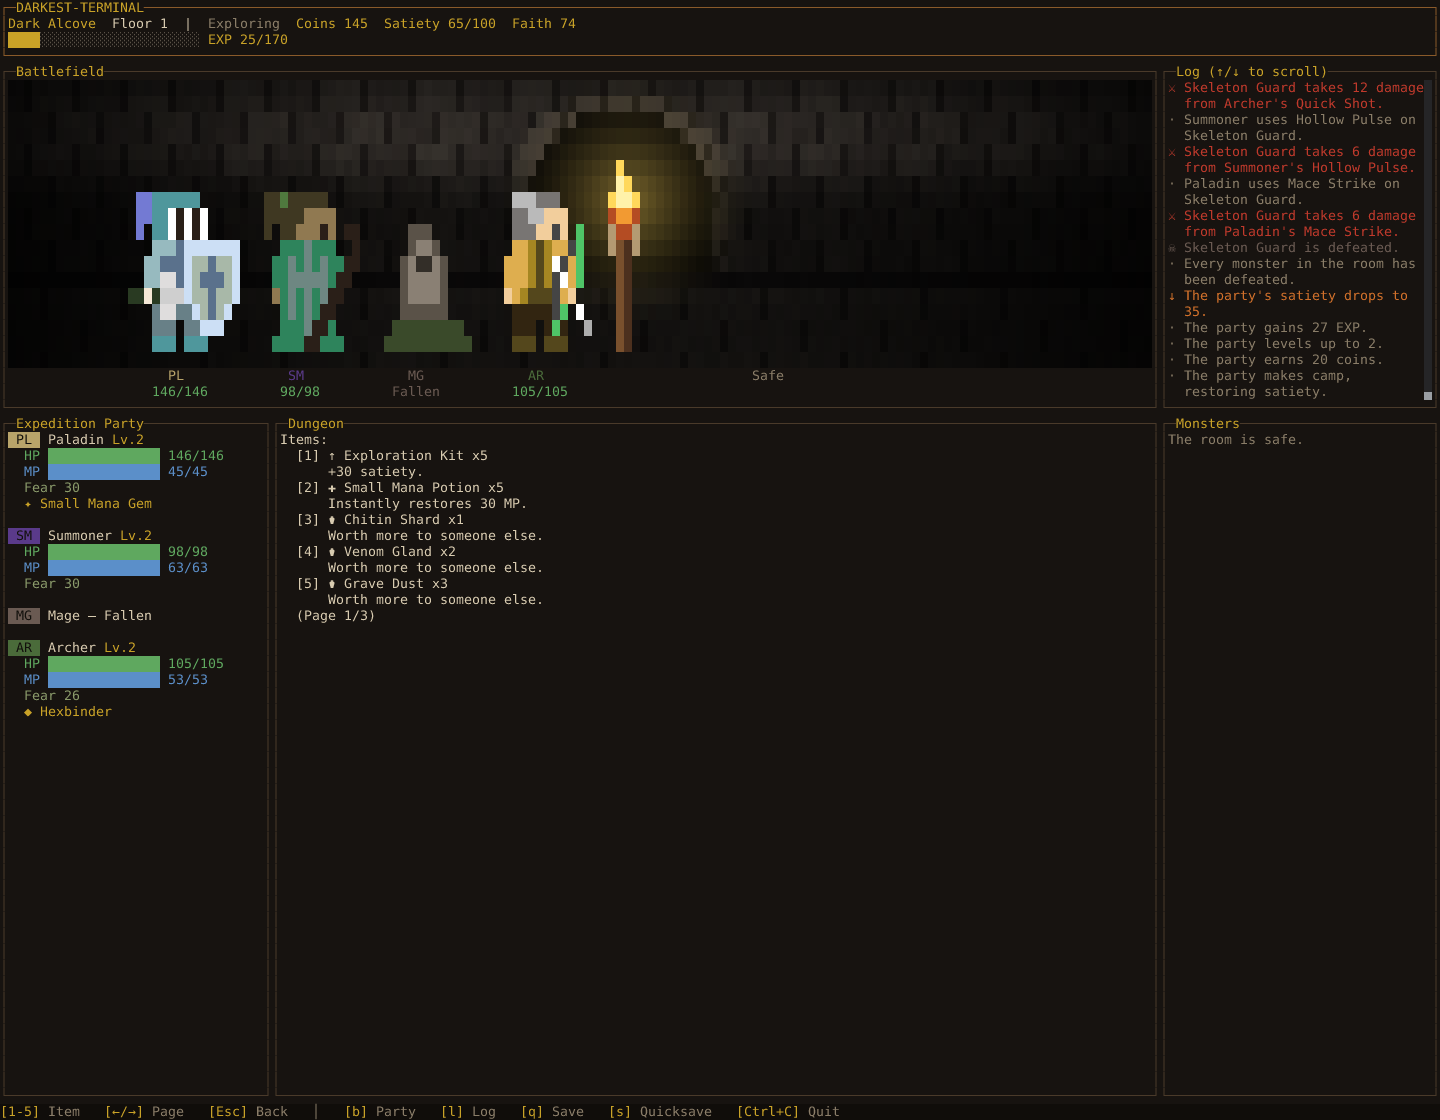 DARKEST-TERMINAL
Dark Alcove  Floor 1  |  Exploring  Coins 145  Satiety 65/100  Faith 74
EXP 25/170
Battlefield
PL SM MG AR Safe
146/146 98/98 Fallen 105/105
Log (↑/↓ to scroll)
⚔ Skeleton Guard takes 12 damage
from Archer's Quick Shot.
· Summoner uses Hollow Pulse on
Skeleton Guard.
⚔ Skeleton Guard takes 6 damage
from Summoner's Hollow Pulse.
· Paladin uses Mace Strike on
Skeleton Guard.
⚔ Skeleton Guard takes 6 damage
from Paladin's Mace Strike.
☠ Skeleton Guard is defeated.
· Every monster in the room has
been defeated.
↓ The party's satiety drops to
35.
· The party gains 27 EXP.
· The party levels up to 2.
· The party earns 20 coins.
· The party makes camp,
restoring satiety.
Expedition Party
PL Paladin Lv.2
HP 146/146
MP 45/45
Fear 30
✦ Small Mana Gem
SM Summoner Lv.2
HP 98/98
MP 63/63
Fear 30
MG Mage — Fallen
AR Archer Lv.2
HP 105/105
MP 53/53
Fear 26
◆ Hexbinder
Dungeon
Items:
[1] ↑ Exploration Kit x5
+30 satiety.
[2] ✚ Small Mana Potion x5
Instantly restores 30 MP.
[3] Chitin Shard x1
Worth more to someone else.
[4] Venom Gland x2
Worth more to someone else.
[5] Grave Dust x3
Worth more to someone else.
(Page 1/3)
Monsters
The room is safe.
[1-5] Item  [←/→] Page  [Esc] Back  │  [b] Party  [l] Log  [q] Save  [s] Quicksave  [Ctrl+C] Quit